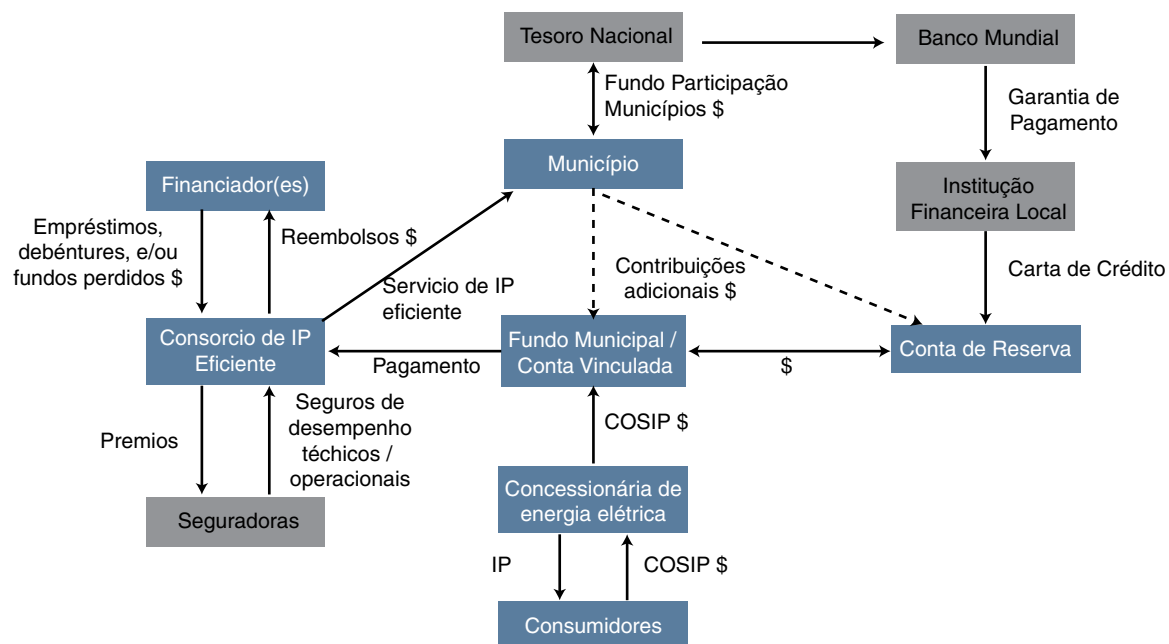 Tesoro Nacional
Banco Mundial
Fundo Participação
Municípios $
Garantia de
Pagamento
Município
Financiador(es)
Institução
Financeira Local
Empréstimos,
debéntures, e/ou
fundos perdidos $
Reembolsos $
Servicio de IP
eficiente
Contribuições
adicionais $
Carta de Crédito
Consorcio de IP
Eficiente
Pagamento
Fundo Municipal /
Conta Vinculada
$
Conta de Reserva
Premios
Seguros de
desempenho
téchicos /
operacionais
COSIP $
Seguradoras
Concessionária de
energia elétrica
IP
COSIP $
Consumidores